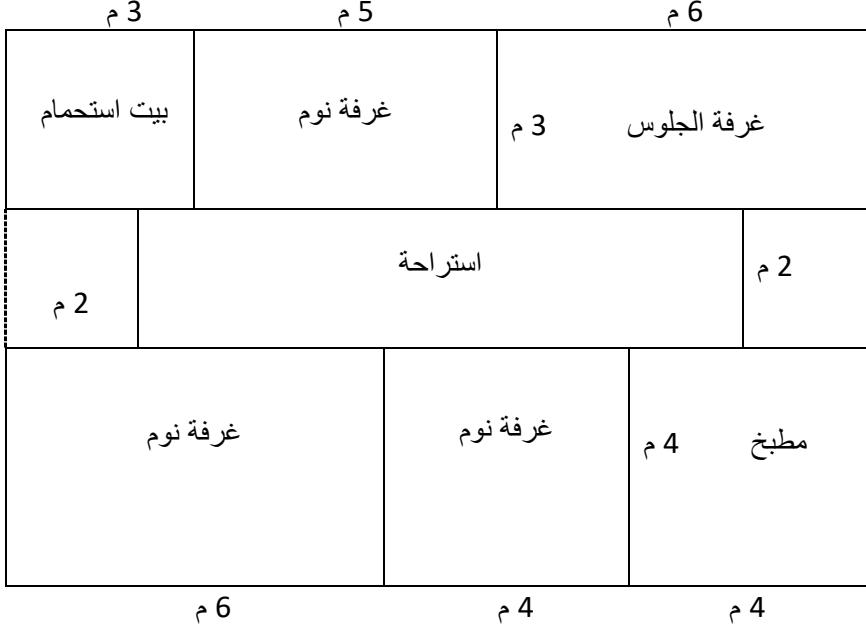 6 م
5 م
3 م
غرفة الجلوس
3 م
غرفة نوم
بيت استحمام
2 م
استراحة
2 م
مطبخ
4 م
غرفة نوم
غرفة نوم
4 م
4 م
6 م